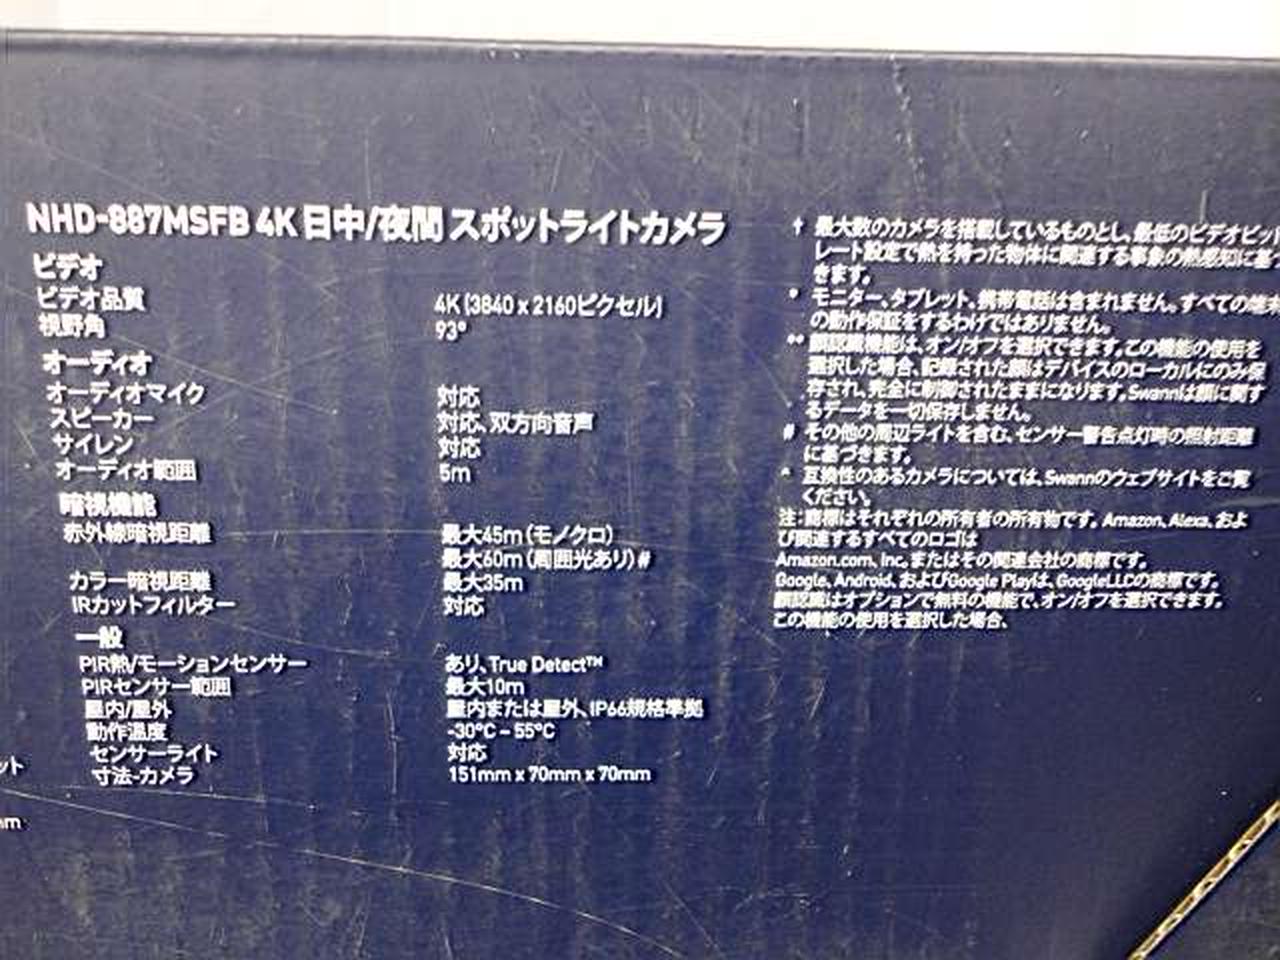 NHD-887MSFB 4K 日中/夜間 スポットライトカメラ
ビデオ
ビデオ品質 4K (3840 x 2160ピクセル)
視野角 93°
オーディオ
オーディオマイク 対応
スピーカー 対応、双方向音声
サイレン 対応
オーディオ範囲 5m
暗視機能
赤外線暗視距離 最大45m (モノクロ)
最大60m (周囲光あり) #
カラー暗視距離 最大35m
IRカットフィルター 対応
一般
PIR熱/モーションセンサー あり、True Detect™
PIRセンサー範囲 最大10m
屋内/屋外 屋内または屋外、IP66規格準拠
動作温度 -30°C ~ 55°C
センサーライト 対応
寸法-カメラ 151mm x 70mm x 70mm
ット
mm
† 最大数のカメラを搭載しているものとし、最低のビデオビット
レート設定で熱を持った物体に関連する事象の熱感知に基づ
きます。
* モニター、タブレット、携帯電話は含まれません。すべての端末
の動作保証をするわけではありません。
** 顔認識機能は、オン/オフを選択できます。この機能の使用を
選択した場合、記録された顔はデバイスのローカルにのみ保
存され、完全に制御されたままになります。Swannは顔に関す
るデータを一切保存しません。
# その他の周辺ライトを含む、センサー警告点灯時の照射距離
に基づきます。
^ 互換性のあるカメラについては、Swannのウェブサイトをご覧
ください。
注：商標はそれぞれの所有者の所有物です。Amazon、Alexa、およ
び関連するすべてのロゴは
Amazon.com, Inc。またはその関連会社の商標です。
Google、Android、およびGoogle Playは、GoogleLLCの商標です。
顔認識はオプションで無料の機能で、オン/オフを選択できます。
この機能の使用を選択した場合、